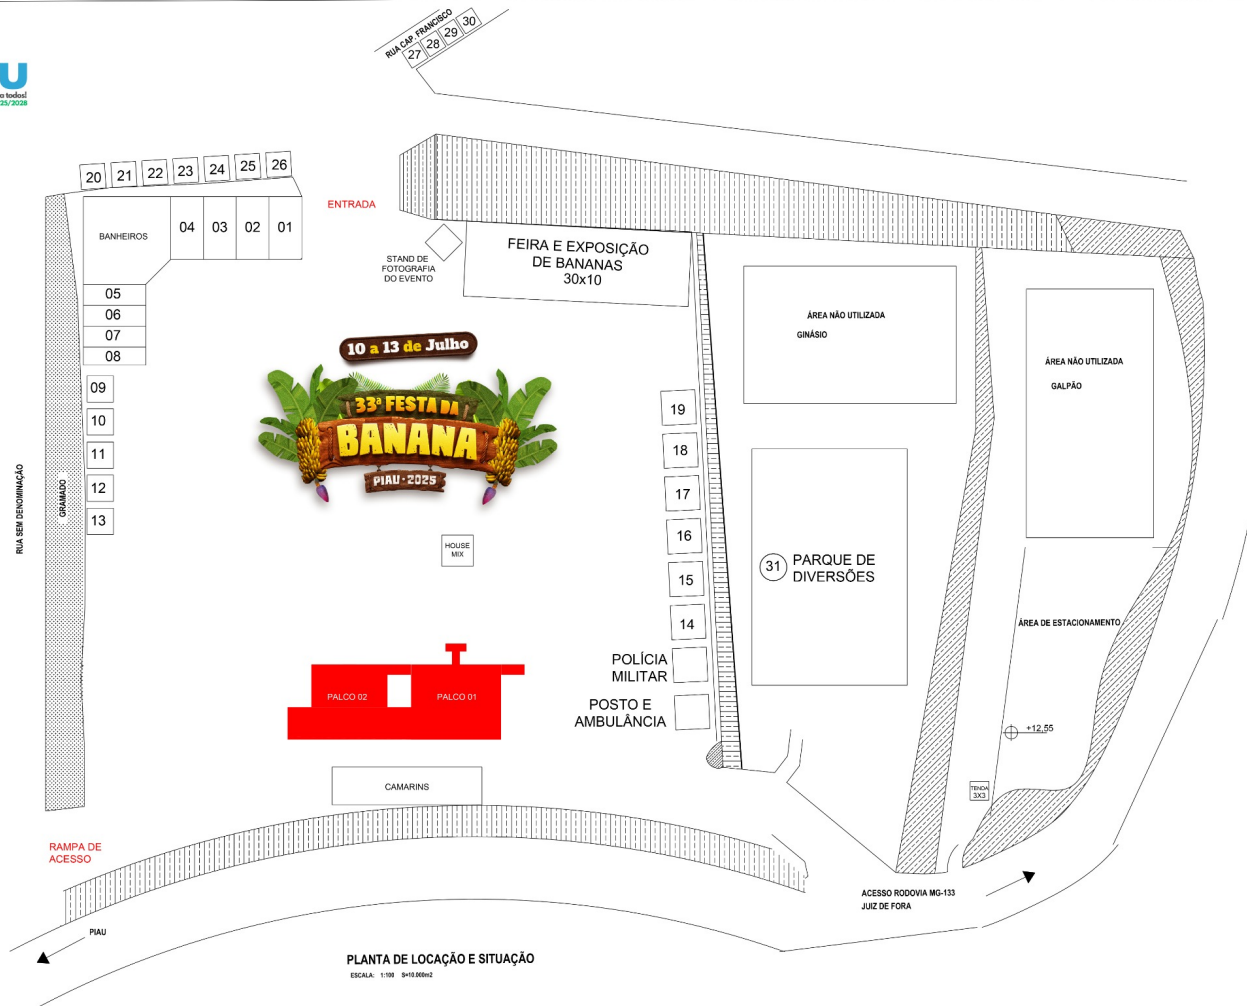 RUA CAP. FRANCISCO
27
28
29
30
U
a todos!
25/2028
20
21
22
23
24
25
26
ENTRADA
BANHEIROS
04
03
02
01
STAND DE
FOTOGRAFIA
DO EVENTO
FEIRA E EXPOSIÇÃO
DE BANANAS
30x10
05
06
07
08
09
10
11
12
13
10 a 13 de Julho
33ª FESTA DA
BANANA
PIAU · 2025
ÁREA NÃO UTILIZADA
GINÁSIO
ÁREA NÃO UTILIZADA
GALPÃO
19
18
17
16
15
14
RUA SEM DENOMINAÇÃO
GRAMADO
HOUSE
MIX
31
PARQUE DE
DIVERSÕES
ÁREA DE ESTACIONAMENTO
POLÍCIA
MILITAR
POSTO E
AMBULÂNCIA
PALCO 02
PALCO 01
+12,55
TENDA
3X3
CAMARINS
RAMPA DE
ACESSO
ACESSO RODOVIA MG-133
JUIZ DE FORA
PIAU
PLANTA DE LOCAÇÃO E SITUAÇÃO
ESCALA: 1:100 S=10.000m2